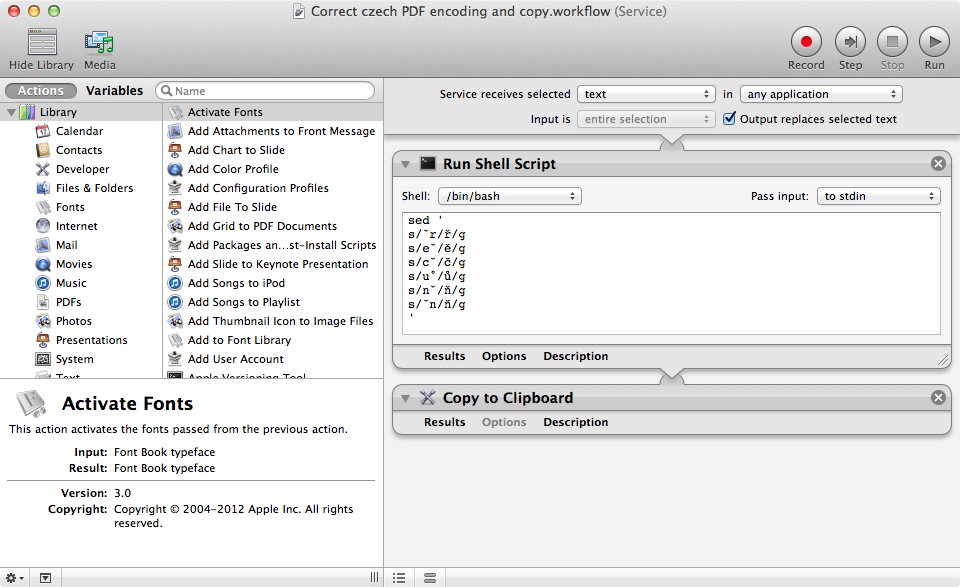 Correct czech PDF encoding and copy.workflow (Service)
Hide Library
Media
Record
Step
Stop
Run
Actions
Variables
Name
Library
Calendar
Contacts
Developer
Files & Folders
Fonts
Internet
Mail
Movies
Music
PDFs
Photos
Presentations
System
Text
Activate Fonts
Add Attachments to Front Message
Add Chart to Slide
Add Color Profile
Add Configuration Profiles
Add File To Slide
Add Grid to PDF Documents
Add Packages an...st-Install Scripts
Add Slide to Keynote Presentation
Add Songs to iPod
Add Songs to Playlist
Add Thumbnail Icon to Image Files
Add to Font Library
Add User Account
Apple Versioning Tool
Activate Fonts
This action activates the fonts passed from the previous action.
Input: Font Book typeface
Result: Font Book typeface
Version: 3.0
Copyright: Copyright © 2004-2012 Apple Inc. All rights
reserved.
Service receives selected text in any application
Input is entire selection Output replaces selected text
Run Shell Script
Shell: /bin/bash Pass input: to stdin
sed '
s/ˇr/ř/g
s/eˇ/ě/g
s/cˇ/č/g
s/u˚/ů/g
s/nˇ/ň/g
s/ˇn/ň/g
'
Results Options Description
Copy to Clipboard
Results Options Description